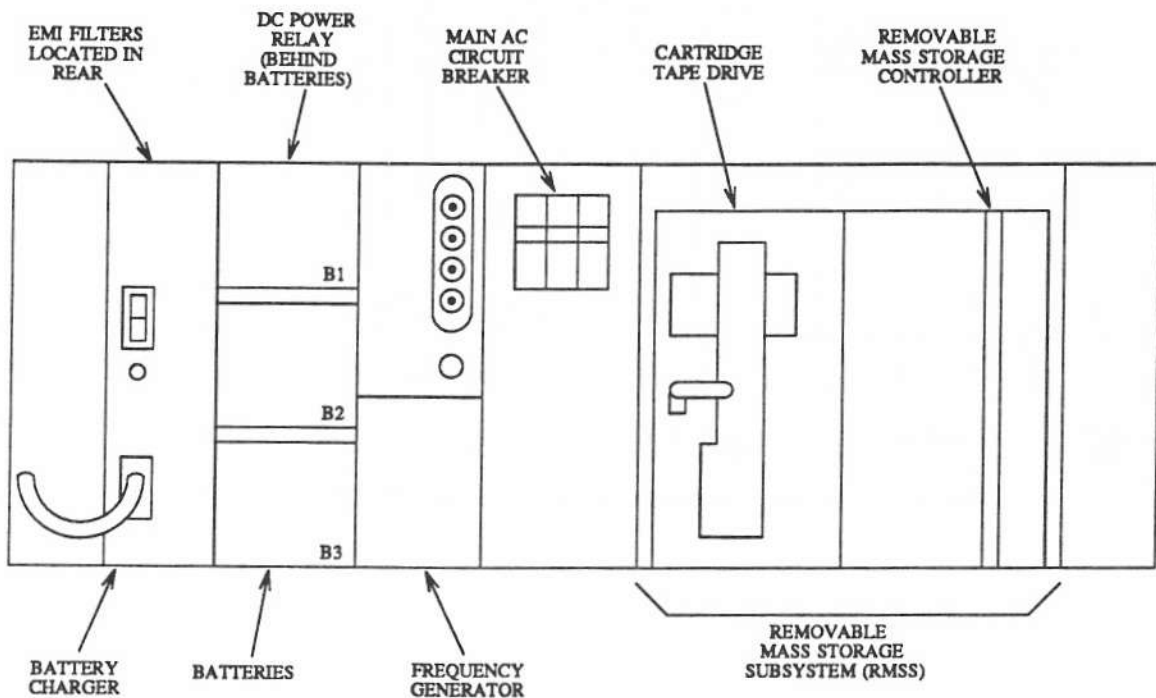 EMI FILTERS
LOCATED IN
REAR
DC POWER
RELAY
(BEHIND
BATTERIES)
MAIN AC
CIRCUIT
BREAKER
CARTRIDGE
TAPE DRIVE
REMOVABLE
MASS STORAGE
CONTROLLER
B1
B2
B3
BATTERY
CHARGER
BATTERIES
FREQUENCY
GENERATOR
REMOVABLE
MASS STORAGE
SUBSYSTEM (RMSS)